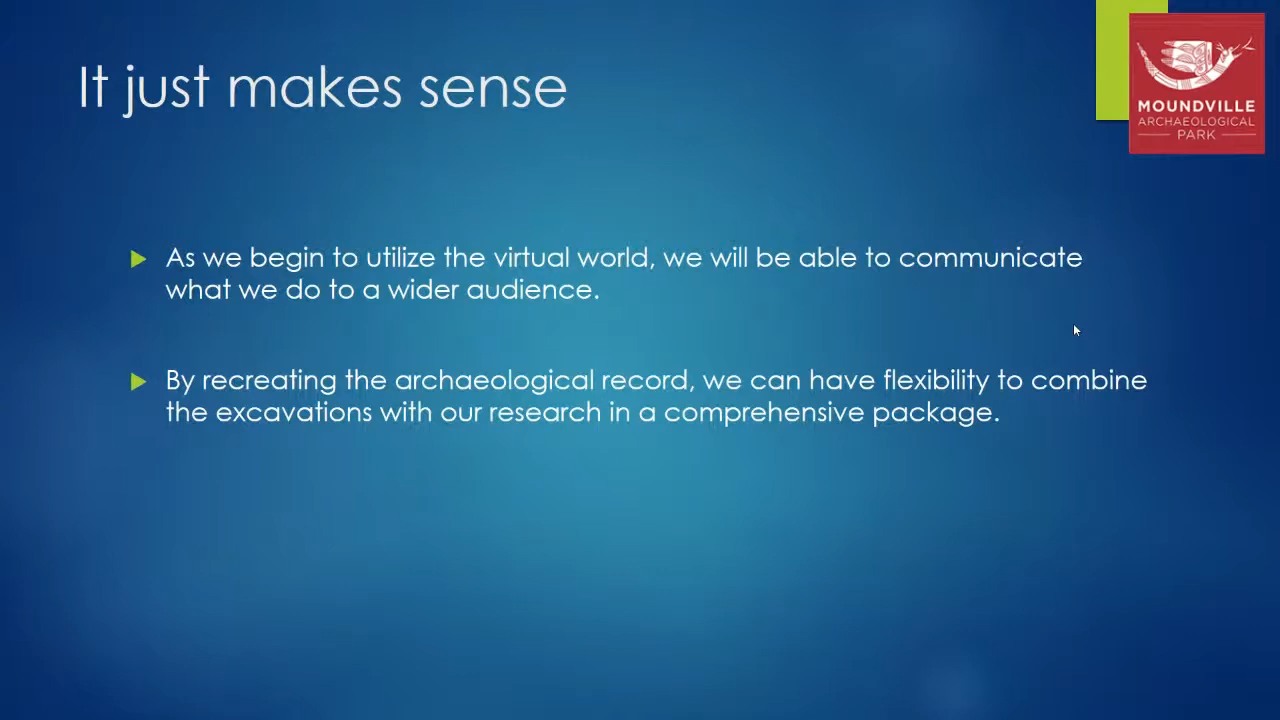 It just makes sense
MOUNDVILLE
ARCHAEOLOGICAL
PARK
As we begin to utilize the virtual world, we will be able to communicate
what we do to a wider audience.
By recreating the archaeological record, we can have flexibility to combine
the excavations with our research in a comprehensive package.